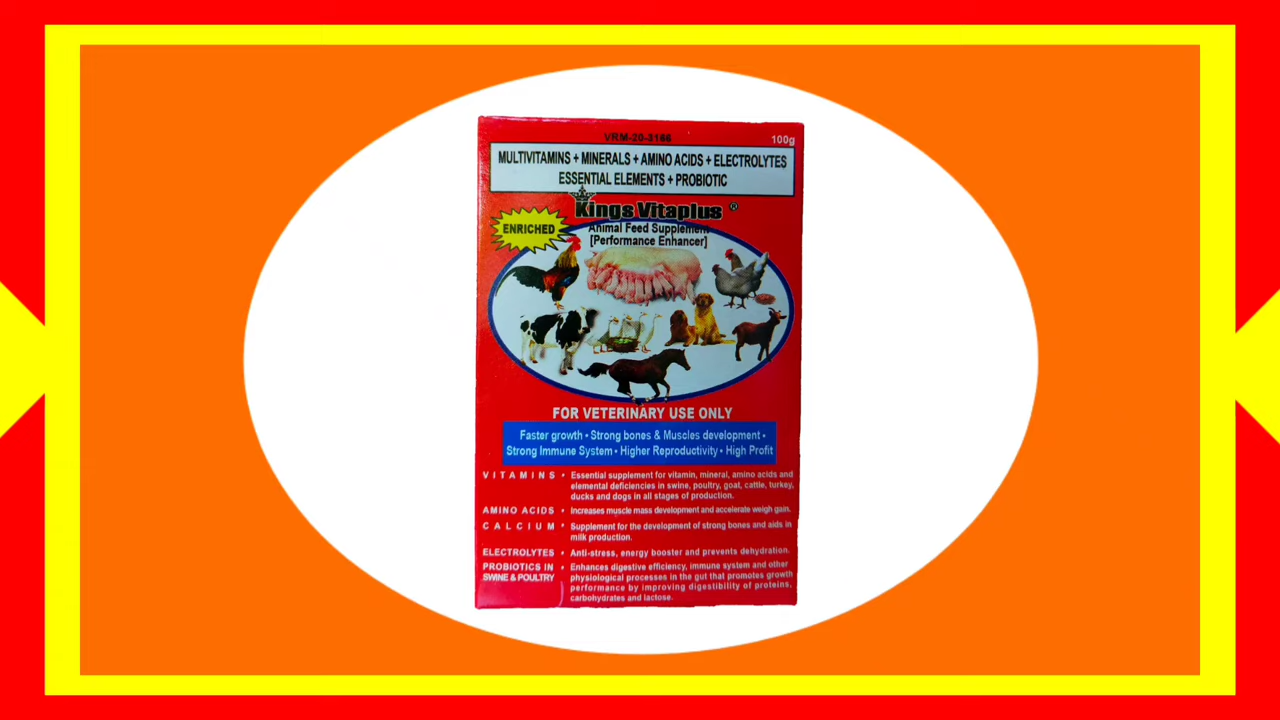 VRM-20-3166
100g
MULTIVITAMINS + MINERALS + AMINO ACIDS + ELECTROLYTES
ESSENTIAL ELEMENTS + PROBIOTIC
Kings Vitaplus ®
ENRICHED
Animal Feed Supplement
[Performance Enhancer]
FOR VETERINARY USE ONLY
Faster growth • Strong bones & Muscles development •
Strong Immune System • Higher Reproductivity • High Profit
VITAMINS • Essential supplement for vitamin, mineral, amino acids and
elemental deficiencies in swine, poultry, goat, cattle, turkey,
ducks and dogs in all stages of production.
AMINO ACIDS • Increases muscle mass development and accelerate weigh gain.
CALCIUM • Supplement for the development of strong bones and aids in
milk production.
ELECTROLYTES • Anti-stress, energy booster and prevents dehydration.
PROBIOTICS IN • Enhances digestive efficiency, immune system and other
SWINE & POULTRY physiological processes in the gut that promotes growth
performance by improving digestibility of proteins,
carbohydrates and lactose.